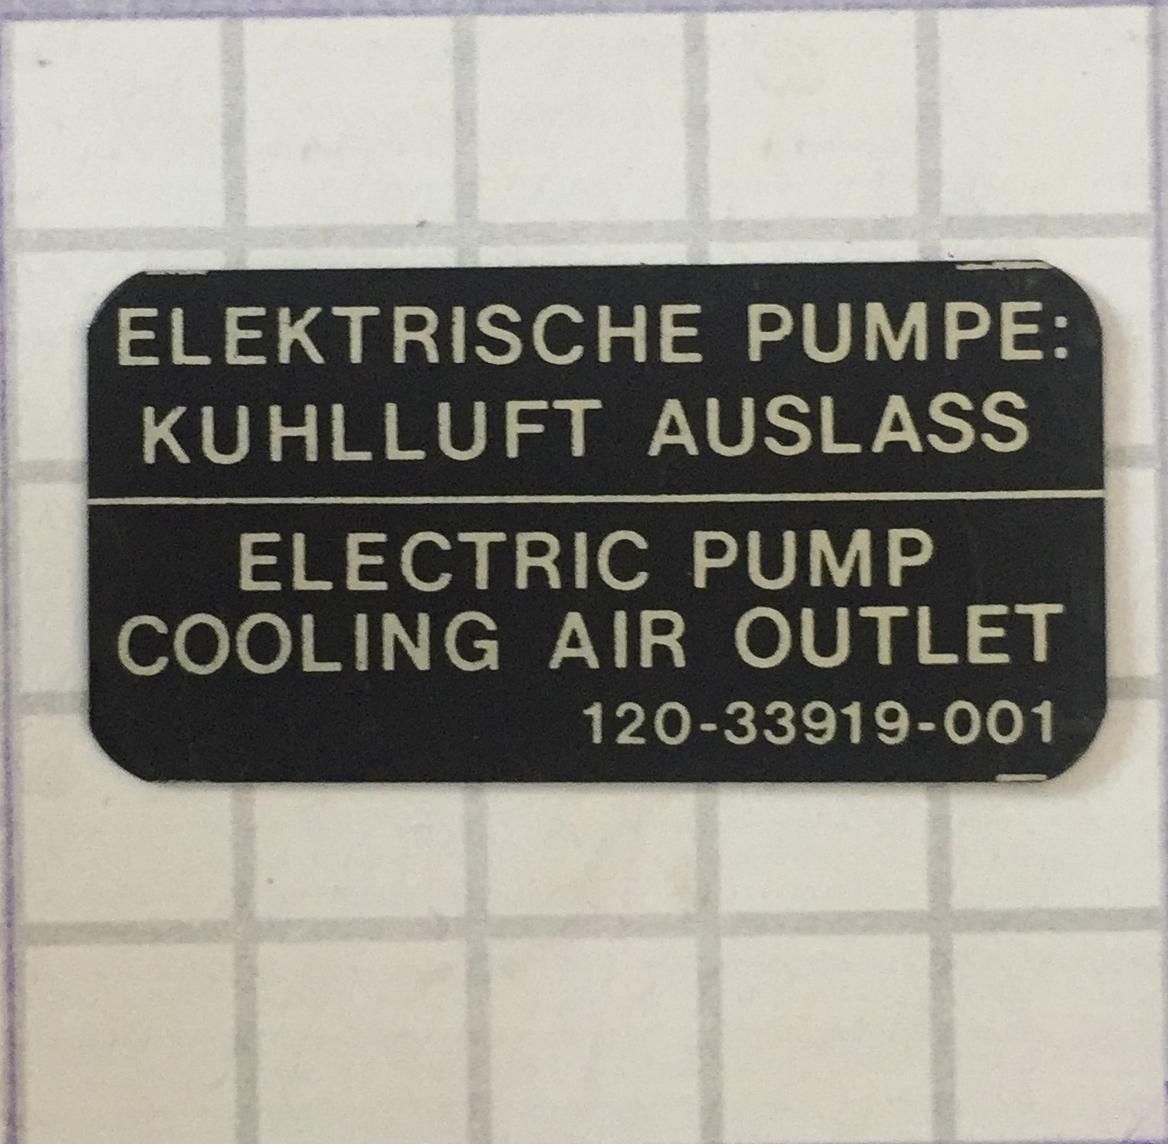 ELEKTRISCHE PUMPE:
KUHLLUFT AUSLASS
ELECTRIC PUMP
COOLING AIR OUTLET
120-33919-001